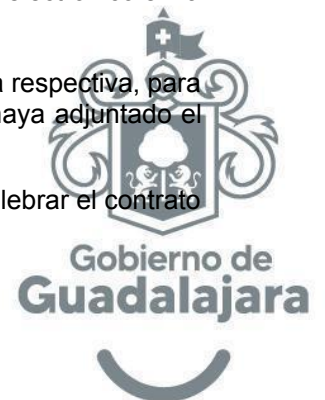 a respectiva, para
haya adjuntado el
lebrar el contrato
Gobierno de
Guadalajara